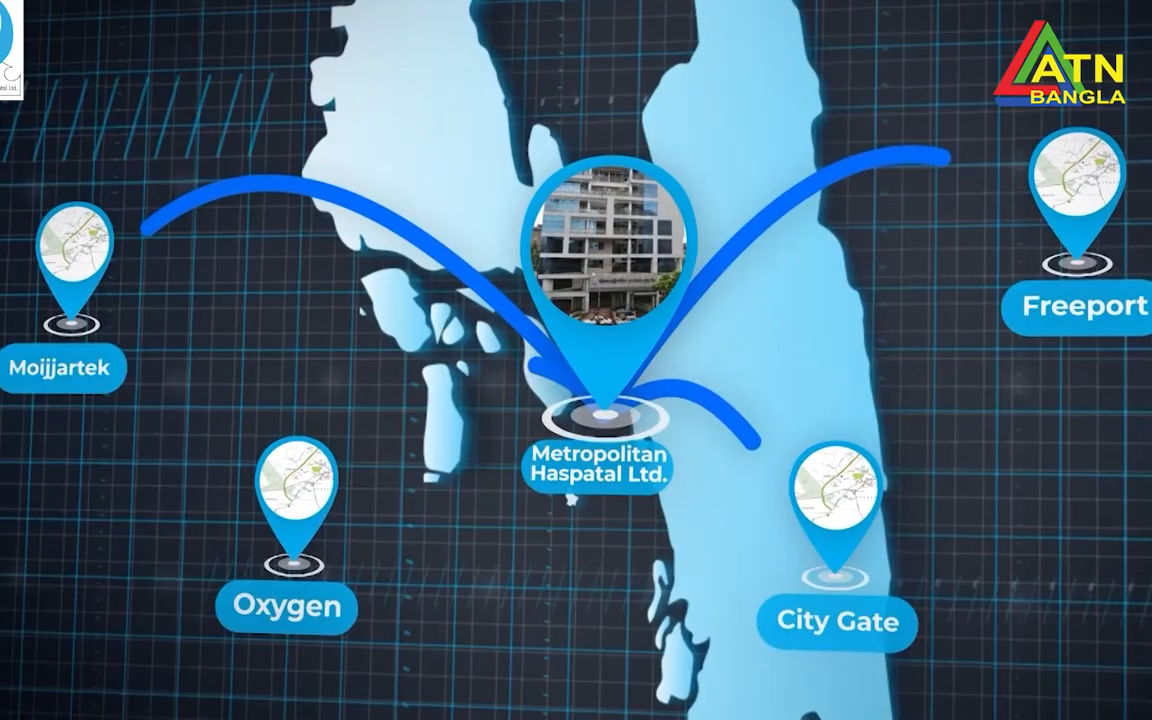 ATN
BANGLA
Freeport
Moijjartek
Metropolitan
Haspatal Ltd.
Oxygen
City Gate